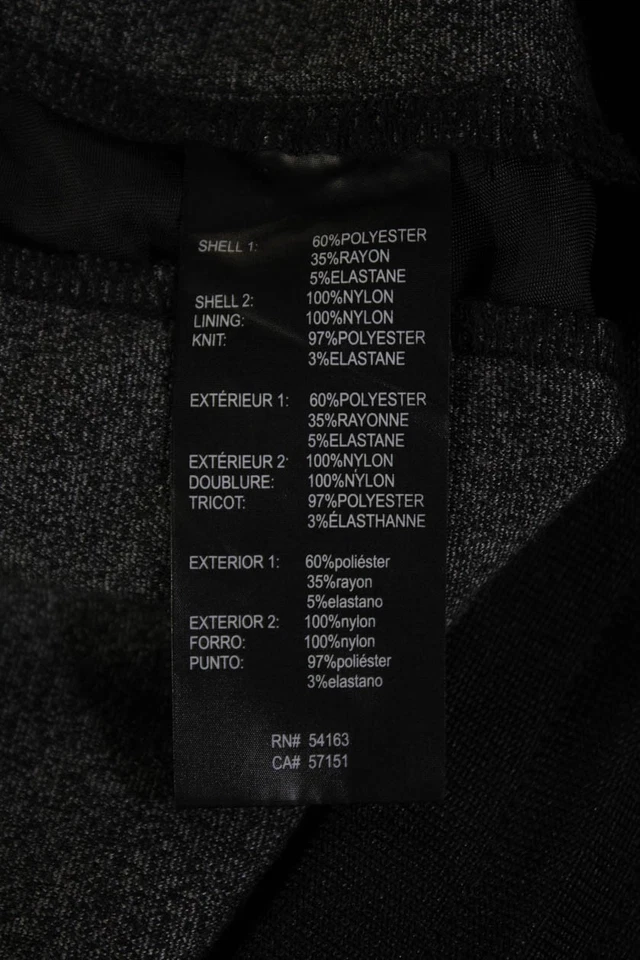 SHELL 1: 60%POLYESTER
35%RAYON
5%ELASTANE
SHELL 2: 100%NYLON
LINING: 100%NYLON
KNIT: 97%POLYESTER
3%ELASTANE
EXTÉRIEUR 1: 60%POLYESTER
35%RAYONNE
5%ELASTANE
EXTÉRIEUR 2: 100%NYLON
DOUBLURE: 100%NYLON
TRICOT: 97%POLYESTER
3%ÉLASTHANNE
EXTERIOR 1: 60%poliéster
35%rayon
5%elastano
EXTERIOR 2: 100%nylon
FORRO: 100%nylon
PUNTO: 97%poliéster
3%elastano
RN# 54163
CA# 57151